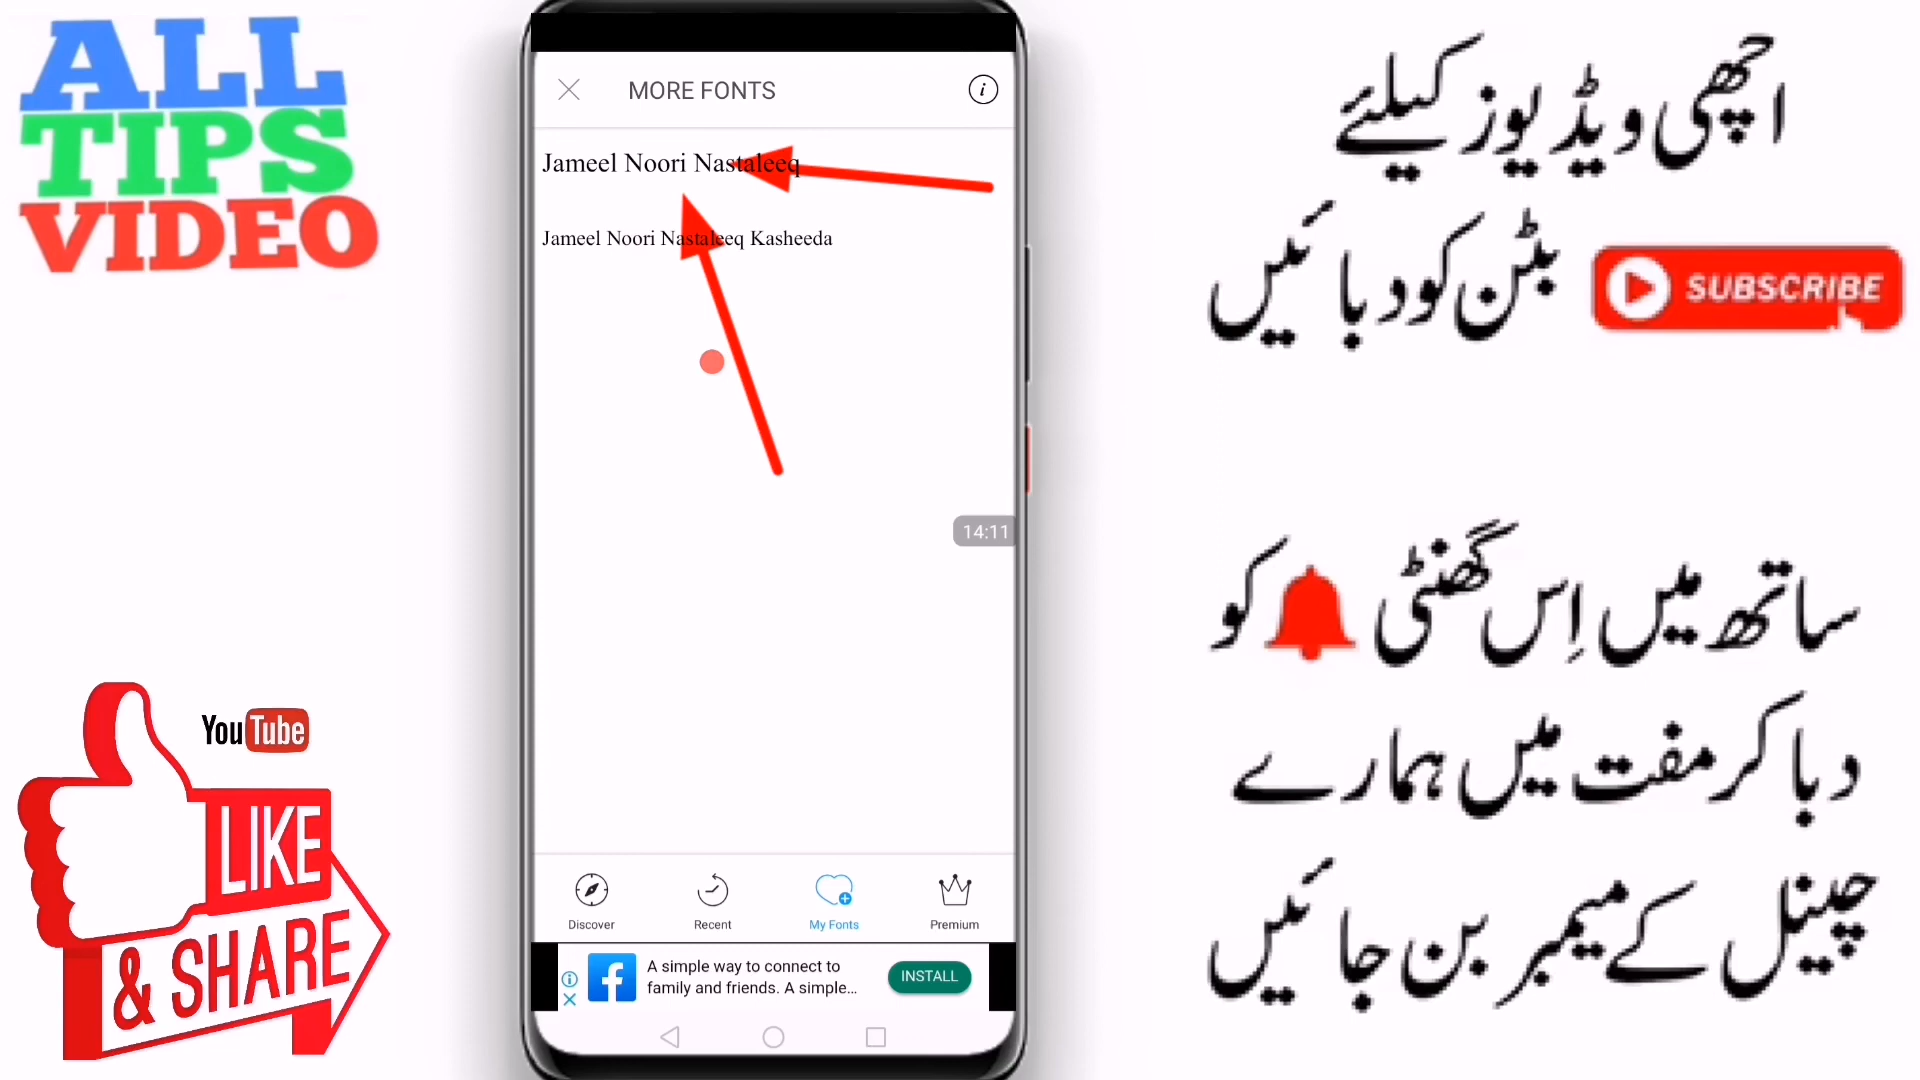 ALL
TIPS
VIDEO
MORE FONTS
i
Jameel Noori Nastaleeq
Jameel Noori Nastaleeq Kasheeda
14:11
Discover
Recent
My Fonts
Premium
A simple way to connect to
family and friends. A simple...
INSTALL
YouTube
LIKE
& SHARE
اچھی ویڈیوز کیلئے
بٹن کو دبائیں
SUBSCRIBE
ساتھ میں اِس گھنٹی کو
دبا کر مفت میں ہمارے
چینل کے میمبر بن جائیں